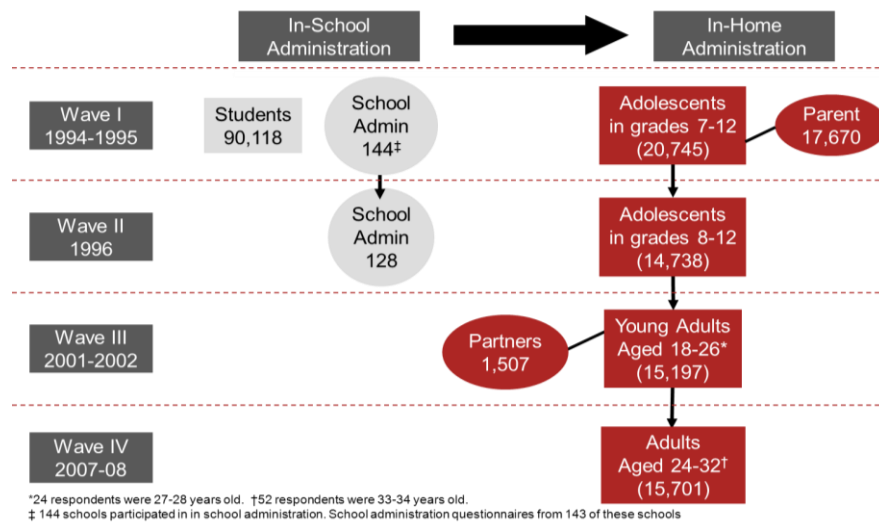 In-School
Administration
In-Home
Administration
Wave I
1994-1995
Students
90,118
School
Admin
144‡
Adolescents
in grades 7-12
(20,745)
Parent
17,670
Wave II
1996
School
Admin
128
Adolescents
in grades 8-12
(14,738)
Wave III
2001-2002
Partners
1,507
Young Adults
Aged 18-26*
(15,197)
Wave IV
2007-08
Adults
Aged 24-32†
(15,701)
*24 respondents were 27-28 years old. †52 respondents were 33-34 years old.
‡ 144 schools participated in in school administration. School administration questionnaires from 143 of these schools